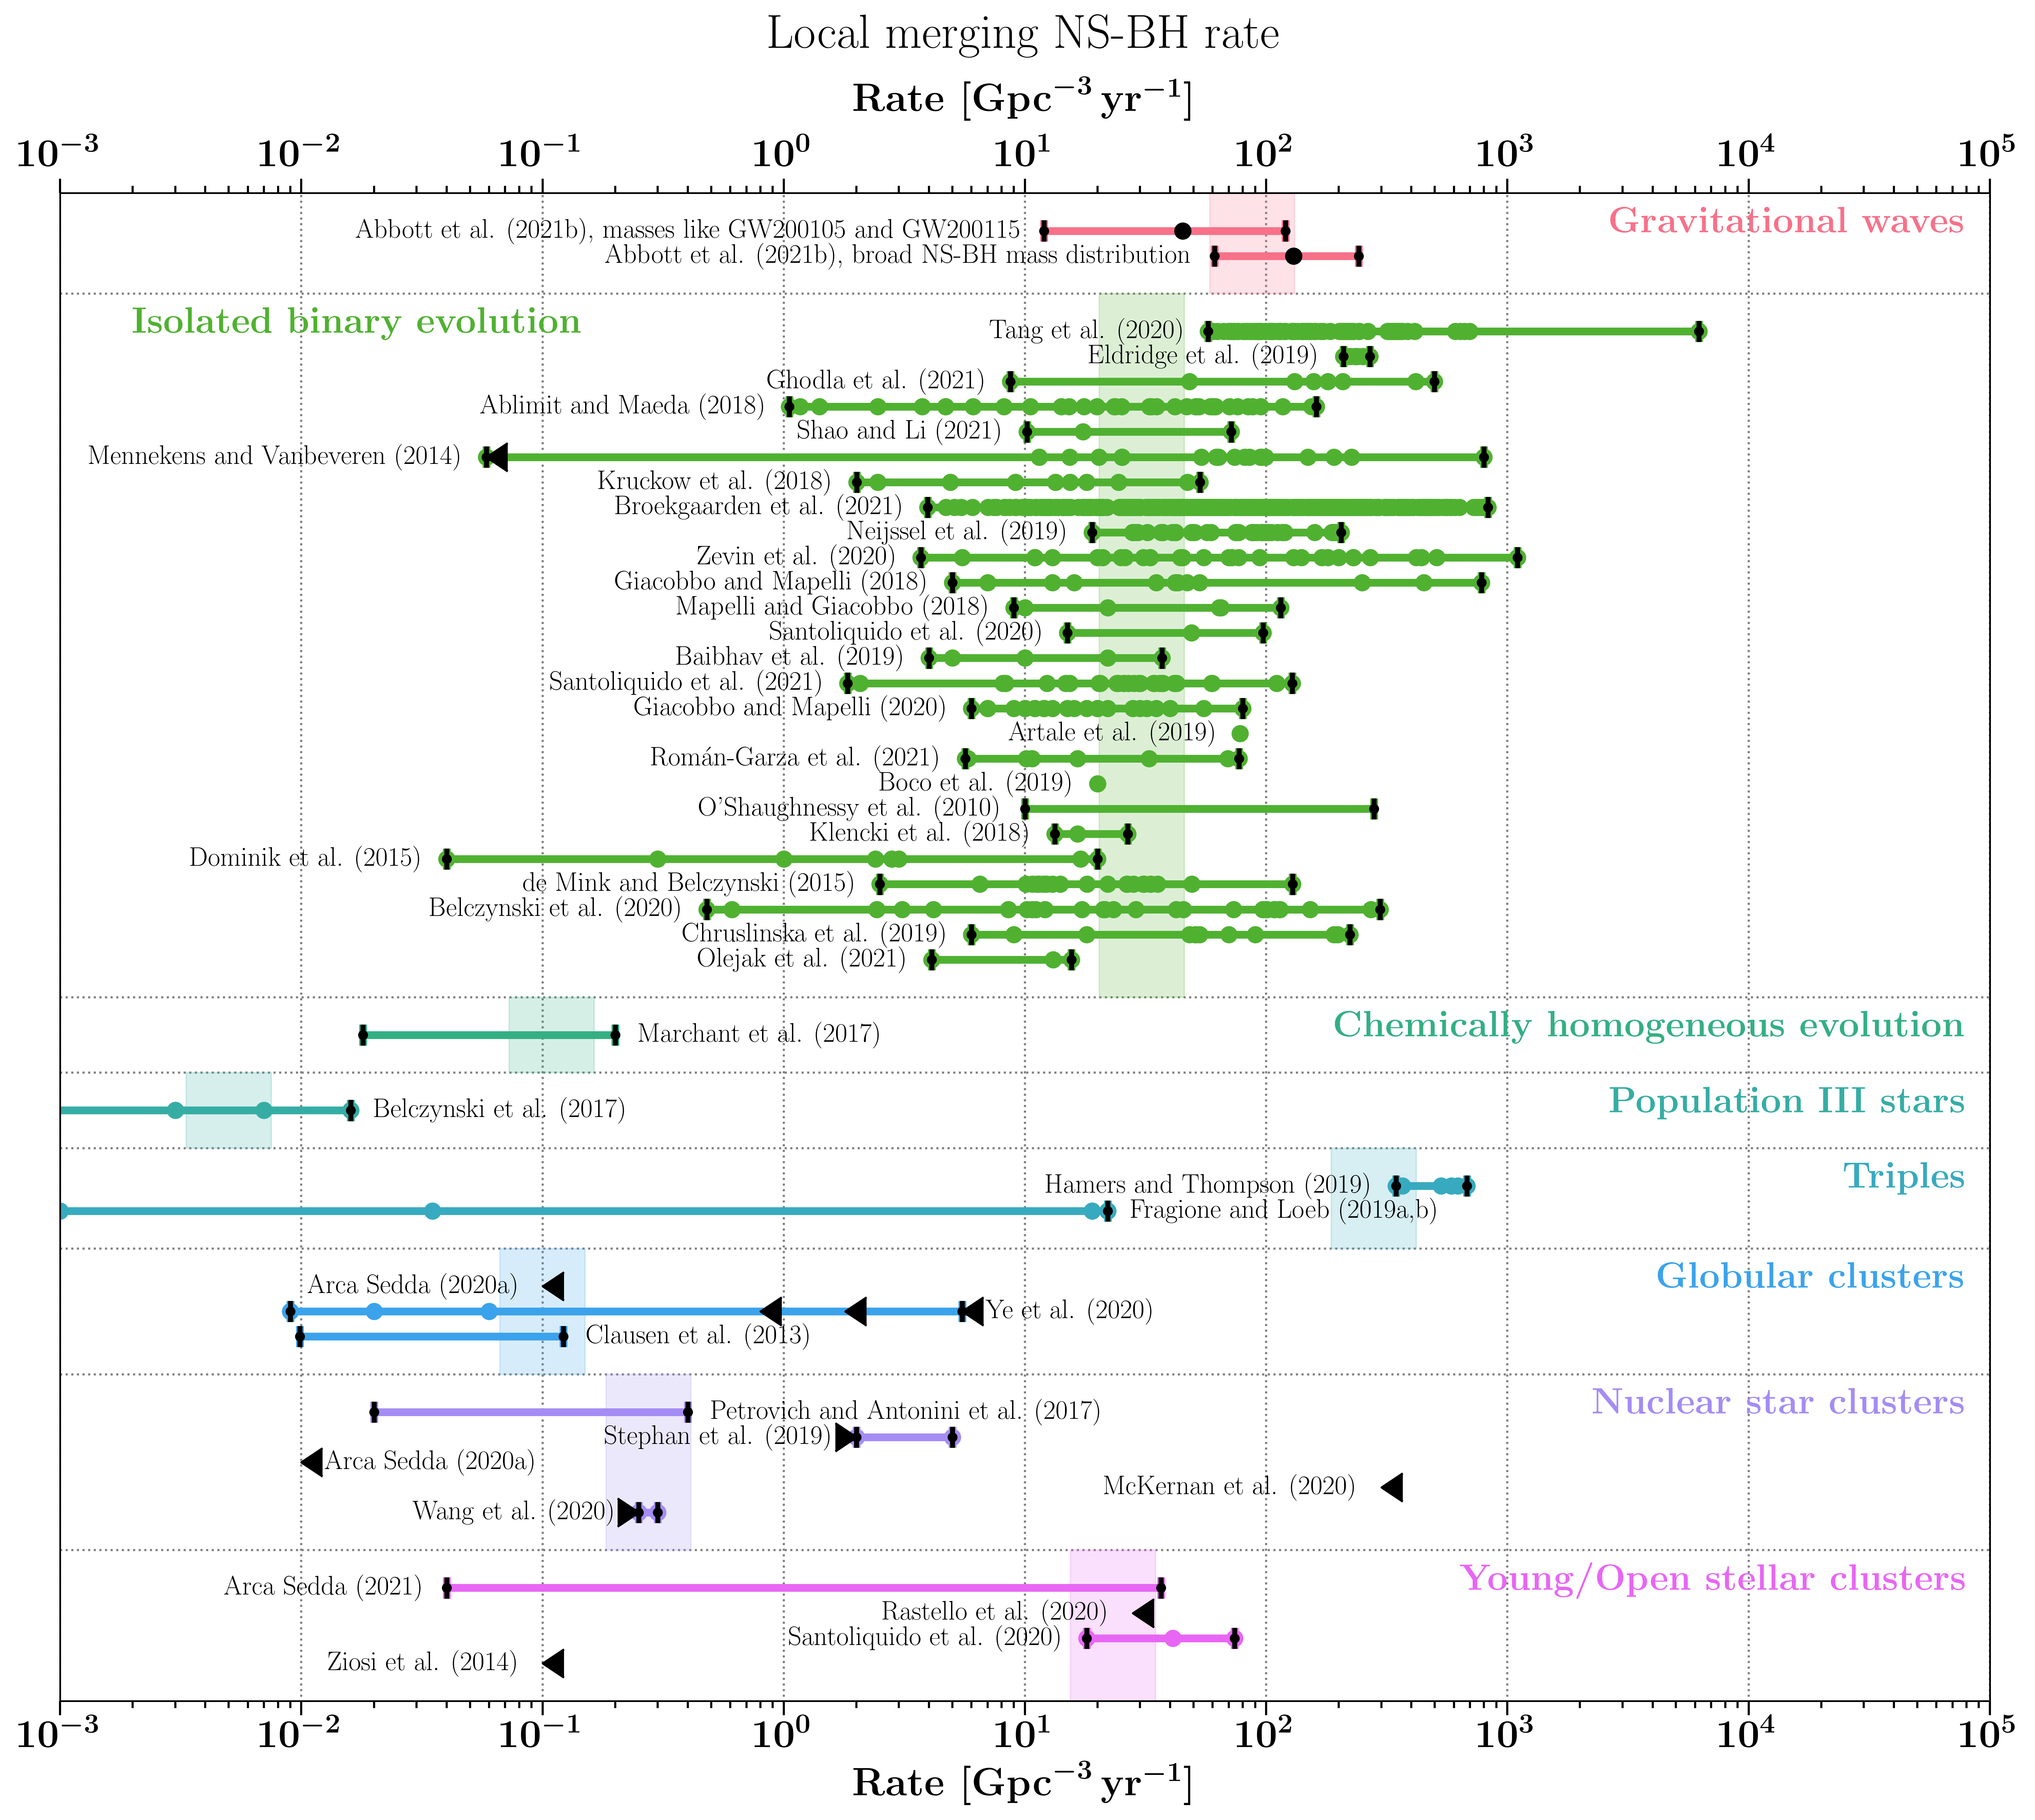 Local merging NS-BH rate
Rate [Gpc⁻³ yr⁻¹]
10⁻³ 10⁻² 10⁻¹ 10⁰ 10¹ 10² 10³ 10⁴ 10⁵
Gravitational waves
Abbott et al. (2021b), masses like GW200105 and GW200115
Abbott et al. (2021b), broad NS-BH mass distribution
Isolated binary evolution
Tang et al. (2020)
Eldridge et al. (2019)
Ghodla et al. (2021)
Ablimit and Maeda (2018)
Shao and Li (2021)
Mennekens and Vanbeveren (2014)
Kruckow et al. (2018)
Broekgaarden et al. (2021)
Neijssel et al. (2019)
Zevin et al. (2020)
Giacobbo and Mapelli (2018)
Mapelli and Giacobbo (2018)
Santoliquido et al. (2020)
Baibhav et al. (2019)
Santoliquido et al. (2021)
Giacobbo and Mapelli (2020)
Artale et al. (2019)
Román-Garza et al. (2021)
Boco et al. (2019)
O'Shaughnessy et al. (2010)
Klencki et al. (2018)
Dominik et al. (2015)
de Mink and Belczynski (2015)
Belczynski et al. (2020)
Chruslinska et al. (2019)
Olejak et al. (2021)
Chemically homogeneous evolution
Marchant et al. (2017)
Population III stars
Belczynski et al. (2017)
Triples
Hamers and Thompson (2019)
Fragione and Loeb (2019a,b)
Globular clusters
Arca Sedda (2020a)
Ye et al. (2020)
Clausen et al. (2013)
Nuclear star clusters
Petrovich and Antonini et al. (2017)
Stephan et al. (2019)
Arca Sedda (2020a)
McKernan et al. (2020)
Wang et al. (2020)
Young/Open stellar clusters
Arca Sedda (2021)
Rastello et al. (2020)
Santoliquido et al. (2020)
Ziosi et al. (2014)
10⁻³ 10⁻² 10⁻¹ 10⁰ 10¹ 10² 10³ 10⁴ 10⁵
Rate [Gpc⁻³ yr⁻¹]